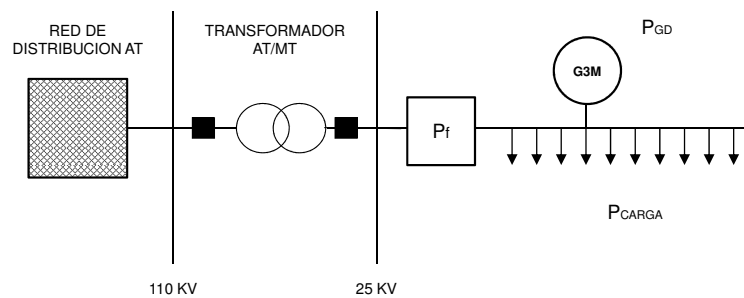 RED DE
DISTRIBUCION AT
TRANSFORMADOR
AT/MT
PGD
G3M
Pf
PCARGA
110 KV
25 KV